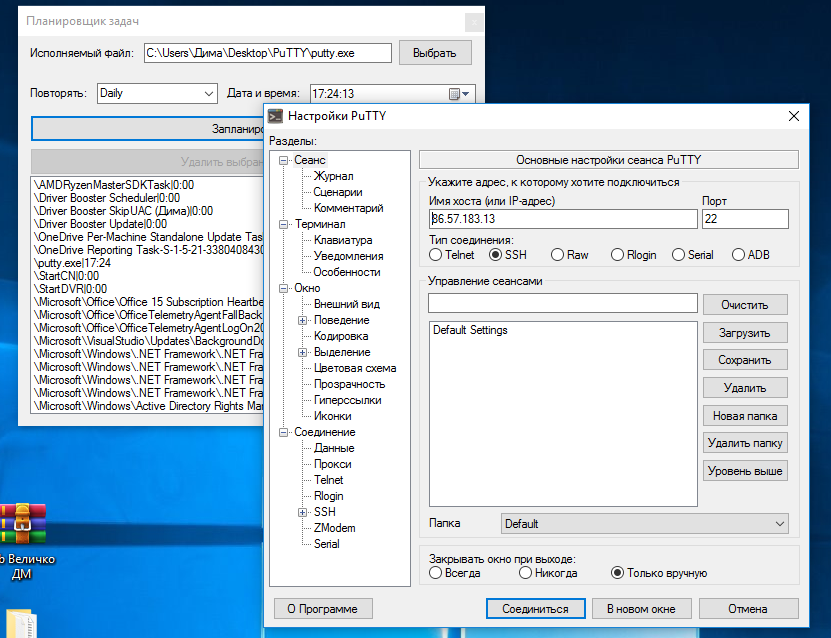 Планировщик задач
Исполняемый файл: C:\Users\Дима\Desktop\PuTTY\putty.exe Выбрать
Повторять: Daily Дата и время: 17:24:13
Запланиро
Удалить выбран
\AMDRyzenMasterSDKTask|0:00
\Driver Booster Scheduler|0:00
\Driver Booster SkipUAC (Дима)|0:00
\Driver Booster Update|0:00
\OneDrive Per-Machine Standalone Update Tas
\OneDrive Reporting Task-S-1-5-21-3380408430
\putty.exe|17:24
\StartCN|0:00
\StartDVR|0:00
\Microsoft\Office\Office 15 Subscription Heartbe
\Microsoft\Office\OfficeTelemetryAgentFallBack
\Microsoft\Office\OfficeTelemetryAgentLogOn20
\Microsoft\VisualStudio\Updates\BackgroundDo
\Microsoft\Windows\.NET Framework\.NET Fra
\Microsoft\Windows\.NET Framework\.NET Fra
\Microsoft\Windows\.NET Framework\.NET Fra
\Microsoft\Windows\.NET Framework\.NET Fra
\Microsoft\Windows\Active Directory Rights Mar
Настройки PuTTY
Разделы:
Сеанс
Журнал
Сценарии
Комментарий
Терминал
Клавиатура
Уведомления
Особенности
Окно
Внешний вид
Поведение
Кодировка
Выделение
Цветовая схема
Прозрачность
Гиперссылки
Иконки
Соединение
Данные
Прокси
Telnet
Rlogin
SSH
ZModem
Serial
Основные настройки сеанса PuTTY
Укажите адрес, к которому хотите подключиться
Имя хоста (или IP-адрес) Порт
86.57.183.13 22
Тип соединения:
Telnet SSH Raw Rlogin Serial ADB
Управление сеансами
Очистить
Default Settings
Загрузить
Сохранить
Удалить
Новая папка
Удалить папку
Уровень выше
Папка Default
Закрывать окно при выходе:
Всегда Никогда Только вручную
О Программе Соединиться В новом окне Отмена
Величко
ДМ